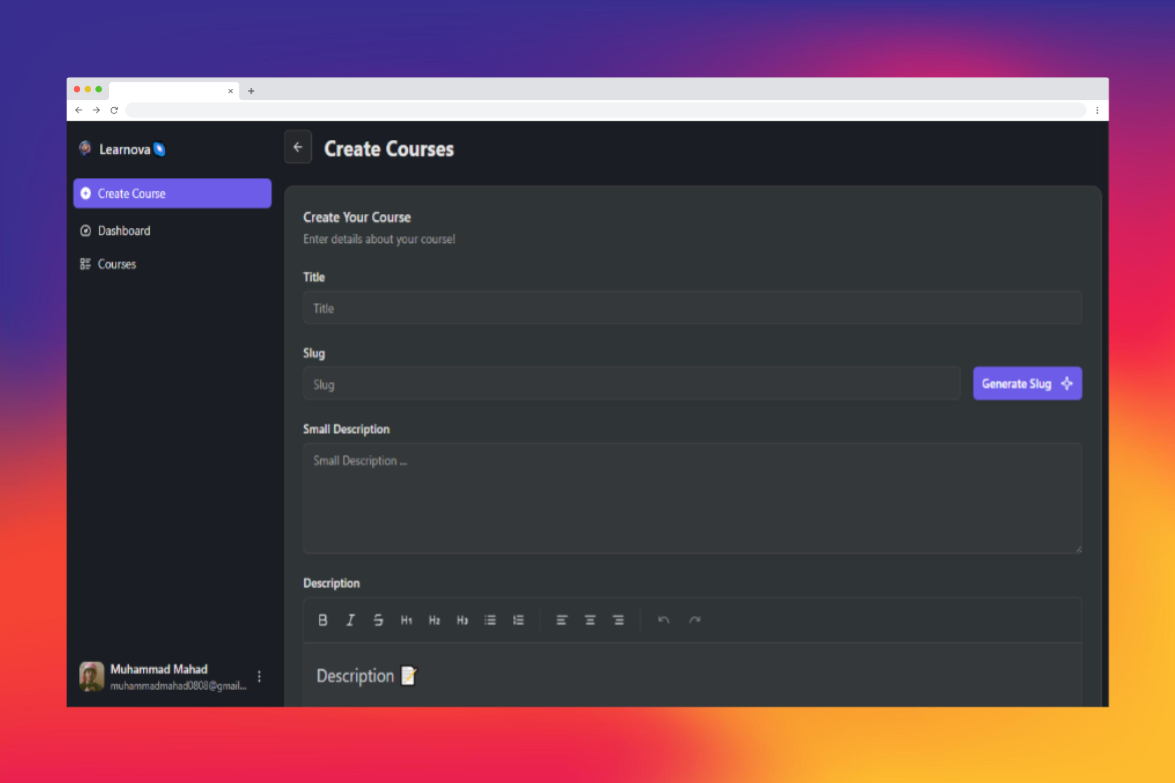 Learnova
Create Course
Dashboard
Courses
Muhammad Mahad
muhammadmahad0808@gmail...
Create Courses
Create Your Course
Enter details about your course!
Title
Title
Slug
Slug
Generate Slug
Small Description
Small Description ...
Description
B I S H1 H2 H3
Description 📝